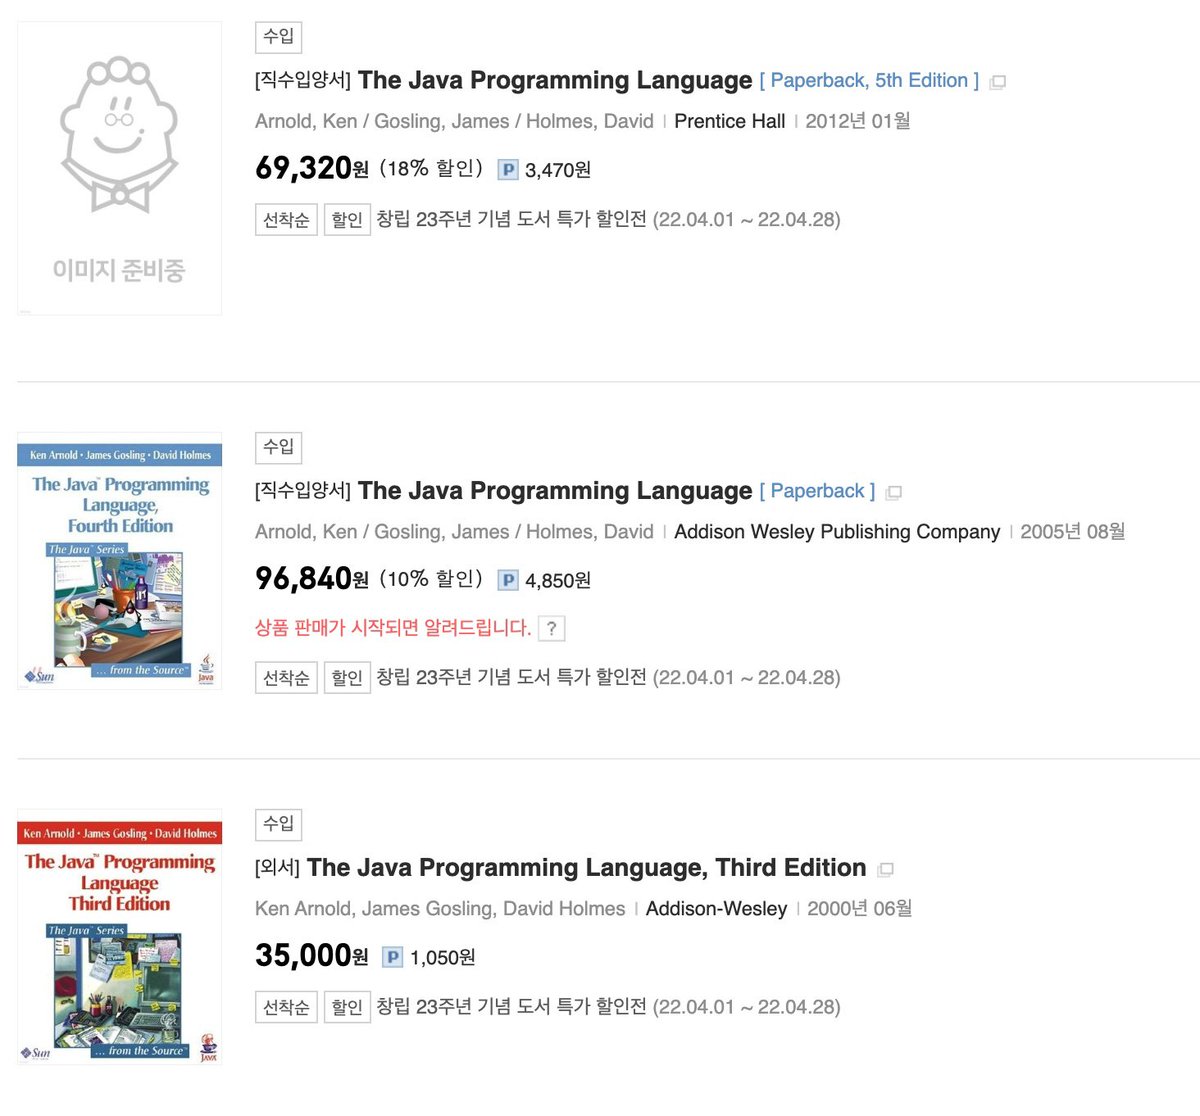 수입
[직수입양서] The Java Programming Language [ Paperback, 5th Edition ]
Arnold, Ken / Gosling, James / Holmes, David | Prentice Hall | 2012년 01월
69,320원 (18% 할인) P 3,470원
선착순 할인 창립 23주년 기념 도서 특가 할인전 (22.04.01 ~ 22.04.28)
이미지 준비중
Ken Arnold • James Gosling • David Holmes
The Java™ Programming
Language,
Fourth Edition
The Java™ Series
... from the Source™
Sun
Java
수입
[직수입양서] The Java Programming Language [ Paperback ]
Arnold, Ken / Gosling, James / Holmes, David | Addison Wesley Publishing Company | 2005년 08월
96,840원 (10% 할인) P 4,850원
상품 판매가 시작되면 알려드립니다. ?
선착순 할인 창립 23주년 기념 도서 특가 할인전 (22.04.01 ~ 22.04.28)
Ken Arnold • James Gosling • David Holmes
The Java™ Programming
Language
Third Edition
The Java™ Series
... from the Source™
Sun
JAVA
수입
[외서] The Java Programming Language, Third Edition
Ken Arnold, James Gosling, David Holmes | Addison-Wesley | 2000년 06월
35,000원 P 1,050원
선착순 할인 창립 23주년 기념 도서 특가 할인전 (22.04.01 ~ 22.04.28)